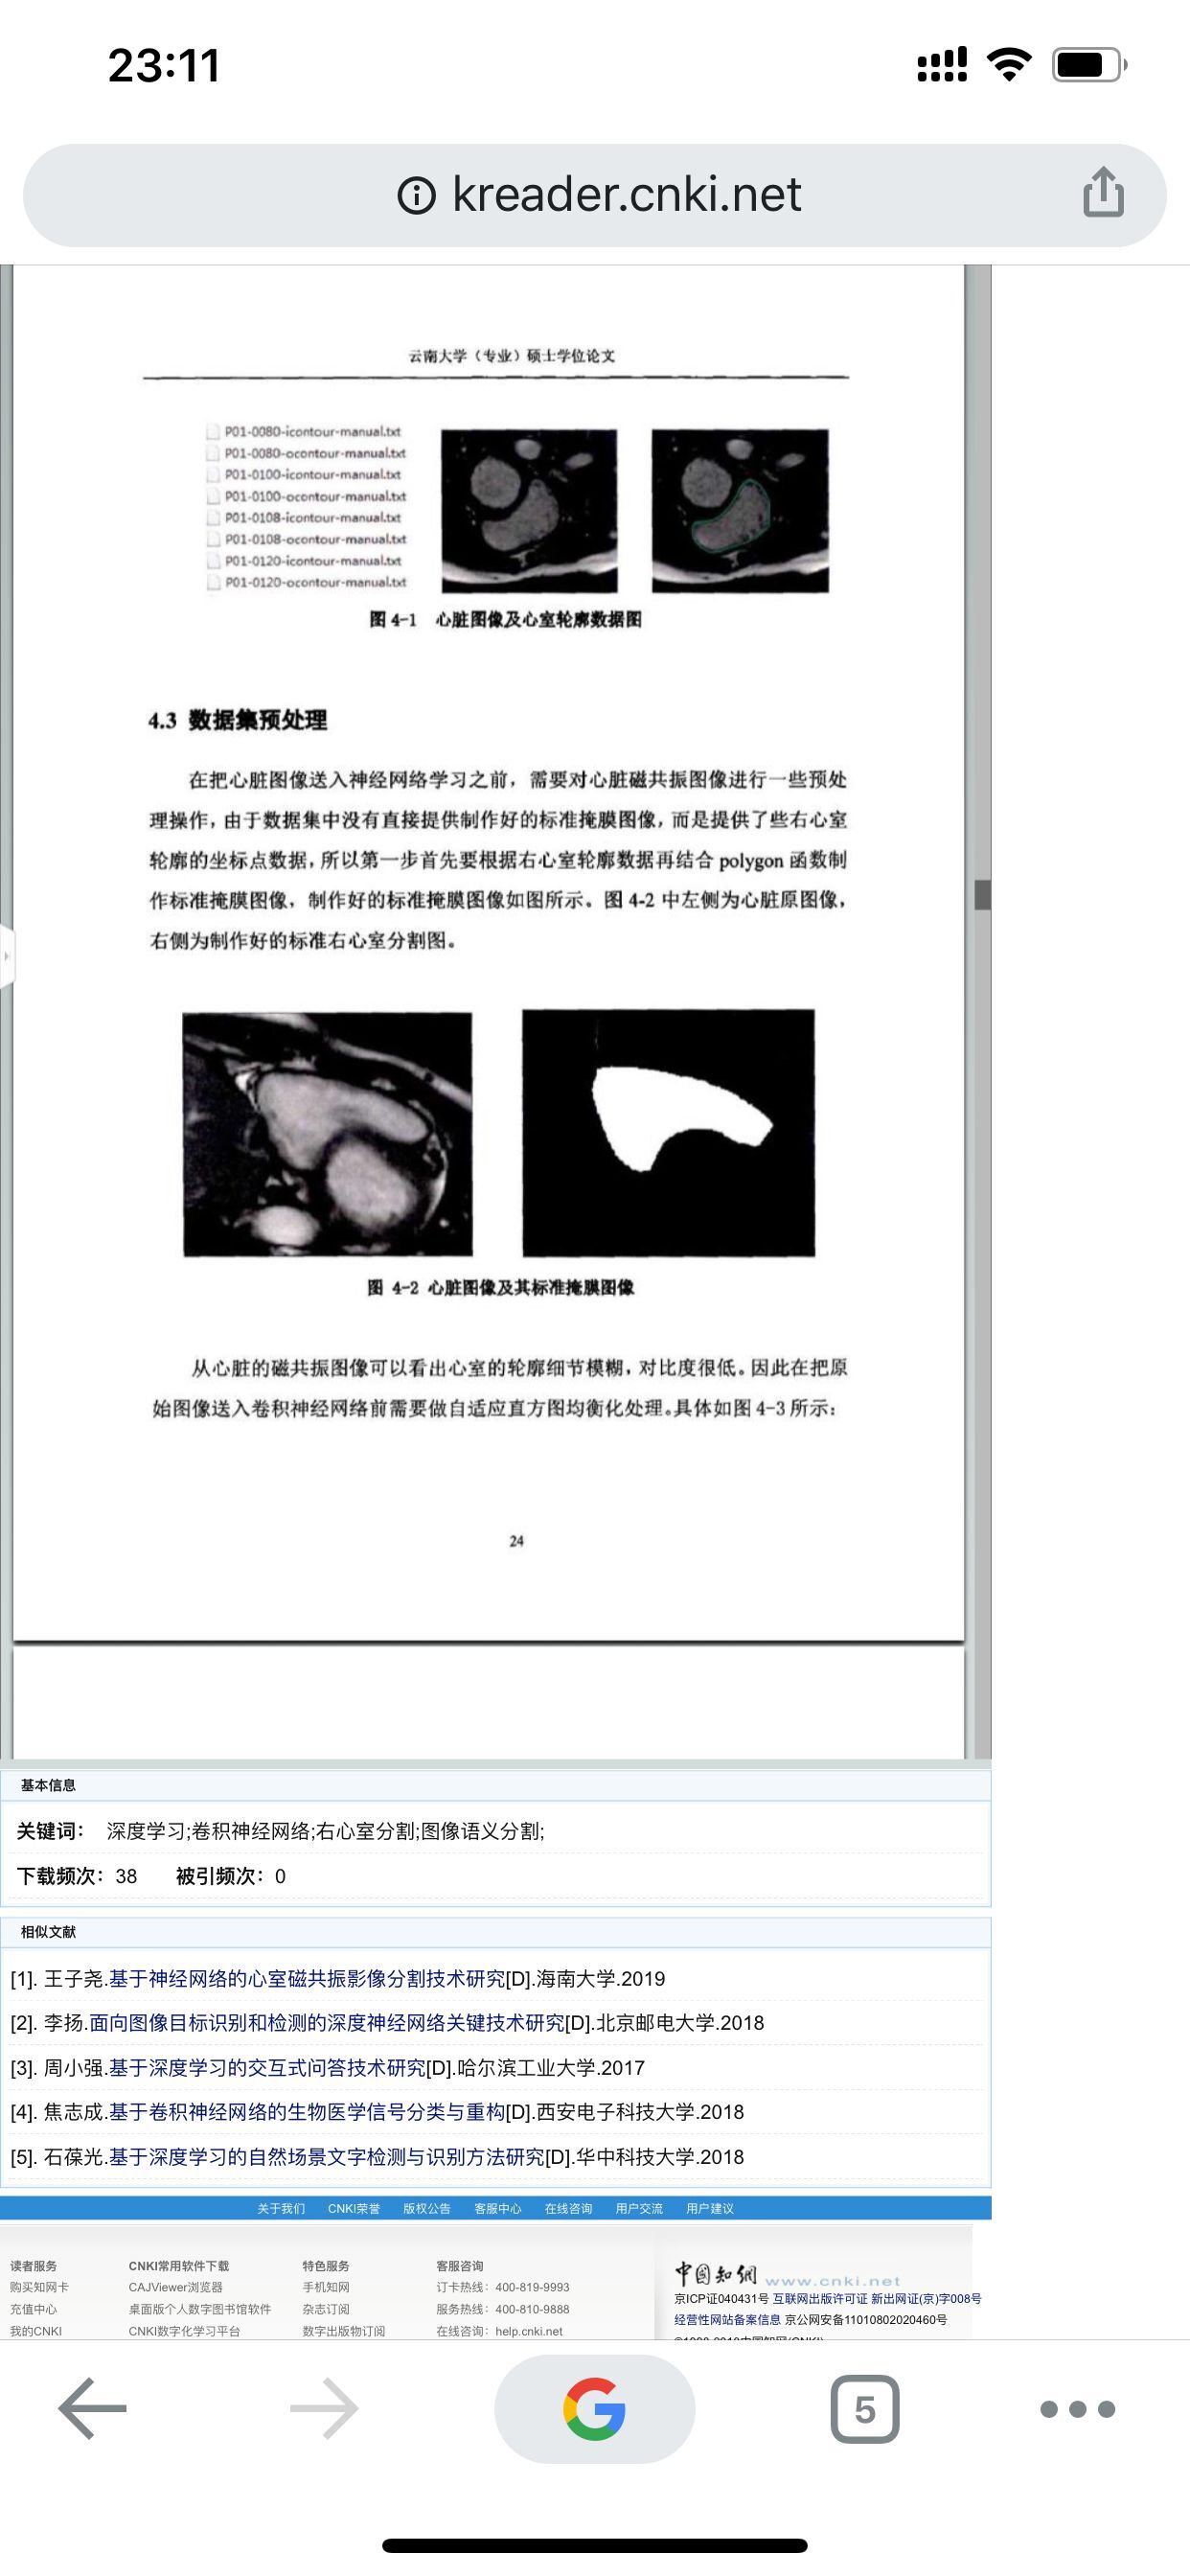 23:11
kreader.cnki.net
云南大学（专业）硕士学位论文
P01-0080-icontour-manual.txt
P01-0080-ocontour-manual.txt
P01-0100-icontour-manual.txt
P01-0100-ocontour-manual.txt
P01-0108-icontour-manual.txt
P01-0108-ocontour-manual.txt
P01-0120-icontour-manual.txt
P01-0120-ocontour-manual.txt
图 4-1 心脏图像及心室轮廓数据图
4.3 数据集预处理
在把心脏图像送入神经网络学习之前，需要对心脏磁共振图像进行一些预处
理操作，由于数据集中没有直接提供制作好的标准掩膜图像，而是提供了些右心室
轮廓的坐标点数据，所以第一步首先要根据右心室轮廓数据再结合 polygon 函数制
作标准掩膜图像，制作好的标准掩膜图像如图所示。图 4-2 中左侧为心脏原图像，
右侧为制作好的标准右心室分割图。
图 4-2 心脏图像及其标准掩膜图像
从心脏的磁共振图像可以看出心室的轮廓细节模糊，对比度很低。因此在把原
始图像送入卷积神经网络前需要做自适应直方图均衡化处理。具体如图 4-3 所示：
24
基本信息
关键词： 深度学习;卷积神经网络;右心室分割;图像语义分割;
下载频次：38 被引频次：0
相似文献
[1]. 王子尧.基于神经网络的心室磁共振影像分割技术研究[D].海南大学.2019
[2]. 李扬.面向图像目标识别和检测的深度神经网络关键技术研究[D].北京邮电大学.2018
[3]. 周小强.基于深度学习的交互式问答技术研究[D].哈尔滨工业大学.2017
[4]. 焦志成.基于卷积神经网络的生物医学信号分类与重构[D].西安电子科技大学.2018
[5]. 石葆光.基于深度学习的自然场景文字检测与识别方法研究[D].华中科技大学.2018
关于我们 CNKI荣誉 版权公告 客服中心 在线咨询 用户交流 用户建议
读者服务 CNKI常用软件下载 特色服务 客服咨询
中国知网 www.cnki.net
购买知网卡 CAJViewer浏览器 手机知网 订卡热线：400-819-9993
京ICP证040431号 互联网出版许可证 新出网证(京)字008号
充值中心 桌面版个人数字图书馆软件 杂志订阅 服务热线：400-810-9888
经营性网站备案信息 京公网安备11010802020460号
我的CNKI CNKI数字化学习平台 数字出版物订阅 在线咨询：help.cnki.net
5